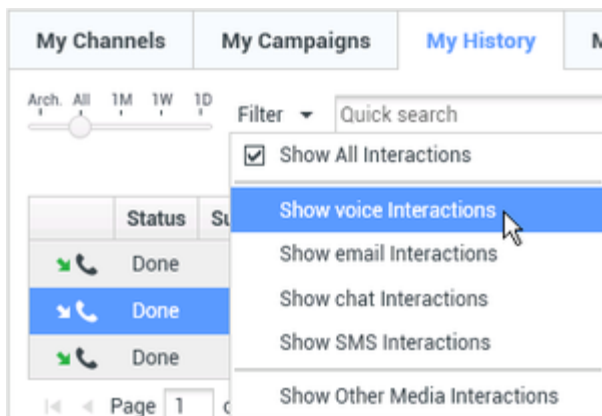 My Channels My Campaigns My History
Arch. All 1M 1W 1D
Filter Quick search
Show All Interactions
Show voice Interactions
Status
Show email Interactions
Done
Show chat Interactions
Done
Show SMS Interactions
Done
Show Other Media Interactions
Page 1